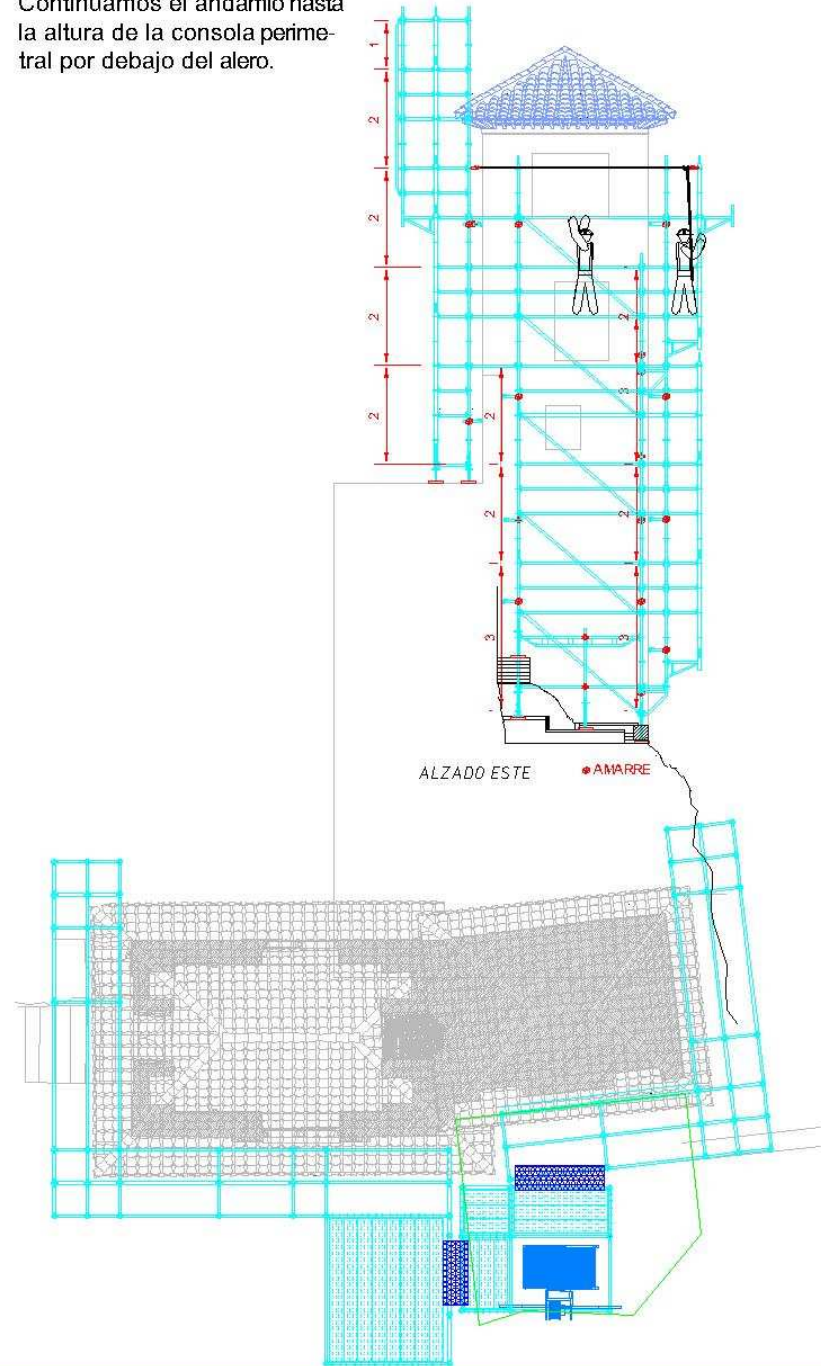 Continuamos el andamio hasta
la altura de la consola perime-
tral por debajo del alero.
1
2
2
2
2
2
3
2
2
2
3
3
ALZADO ESTE
AMARRE